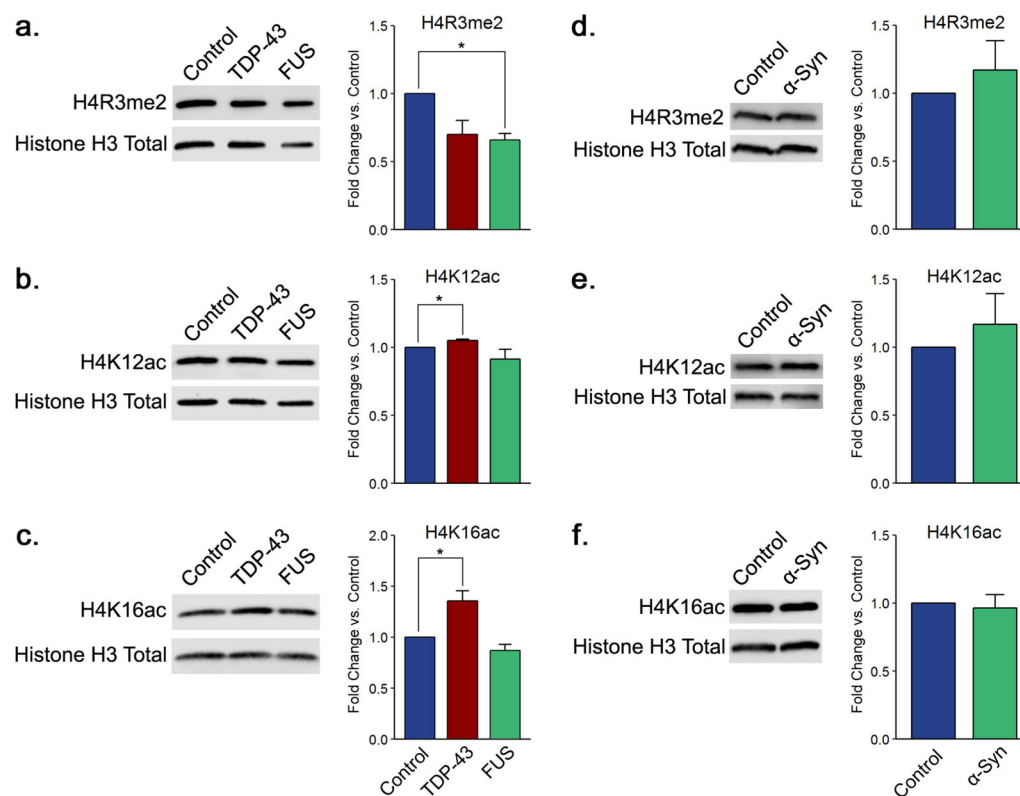 a.
Control
TDP-43
FUS
H4R3me2
Histone H3 Total
H4R3me2
Fold Change vs. Control
1.5
1.0
0.5
0.0
*
b.
Control
TDP-43
FUS
H4K12ac
Histone H3 Total
H4K12ac
Fold Change vs. Control
1.5
1.0
0.5
0.0
*
c.
Control
TDP-43
FUS
H4K16ac
Histone H3 Total
H4K16ac
Fold Change vs. Control
2.0
1.5
1.0
0.5
0.0
*
Control
TDP-43
FUS
d.
Control
α-Syn
H4R3me2
Histone H3 Total
H4R3me2
Fold Change vs. Control
1.5
1.0
0.5
0.0
e.
Control
α-Syn
H4K12ac
Histone H3 Total
H4K12ac
Fold Change vs. Control
1.5
1.0
0.5
0.0
f.
Control
α-Syn
H4K16ac
Histone H3 Total
H4K16ac
Fold Change vs. Control
1.5
1.0
0.5
0.0
Control
α-Syn